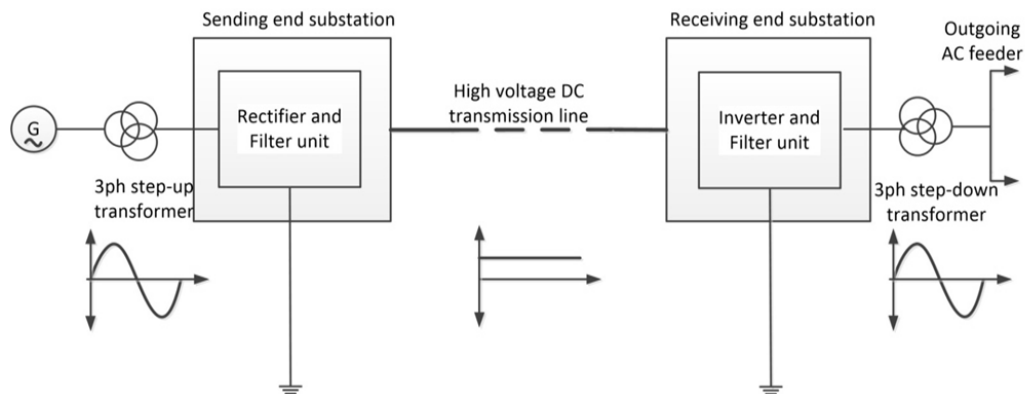 Sending end substation
Receiving end substation
Outgoing
AC feeder
High voltage DC
transmission line
G
Rectifier and
Filter unit
Inverter and
Filter unit
3ph step-up
transformer
3ph step-down
transformer